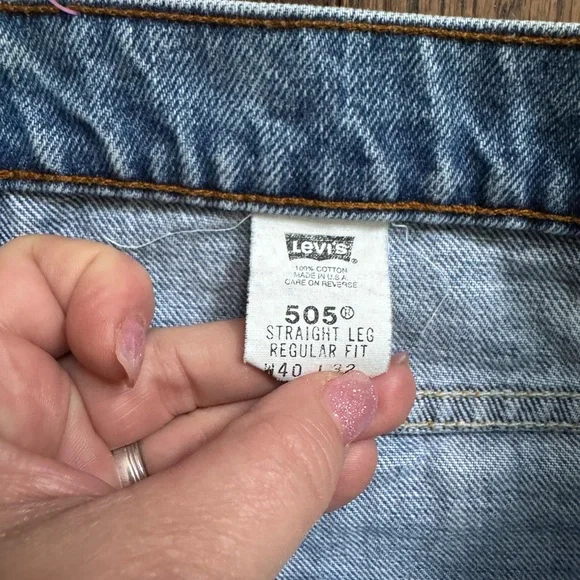 Levi's®
100% COTTON
MADE IN U.S.A.
CARE ON REVERSE
505®
STRAIGHT LEG
REGULAR FIT
W40 L32